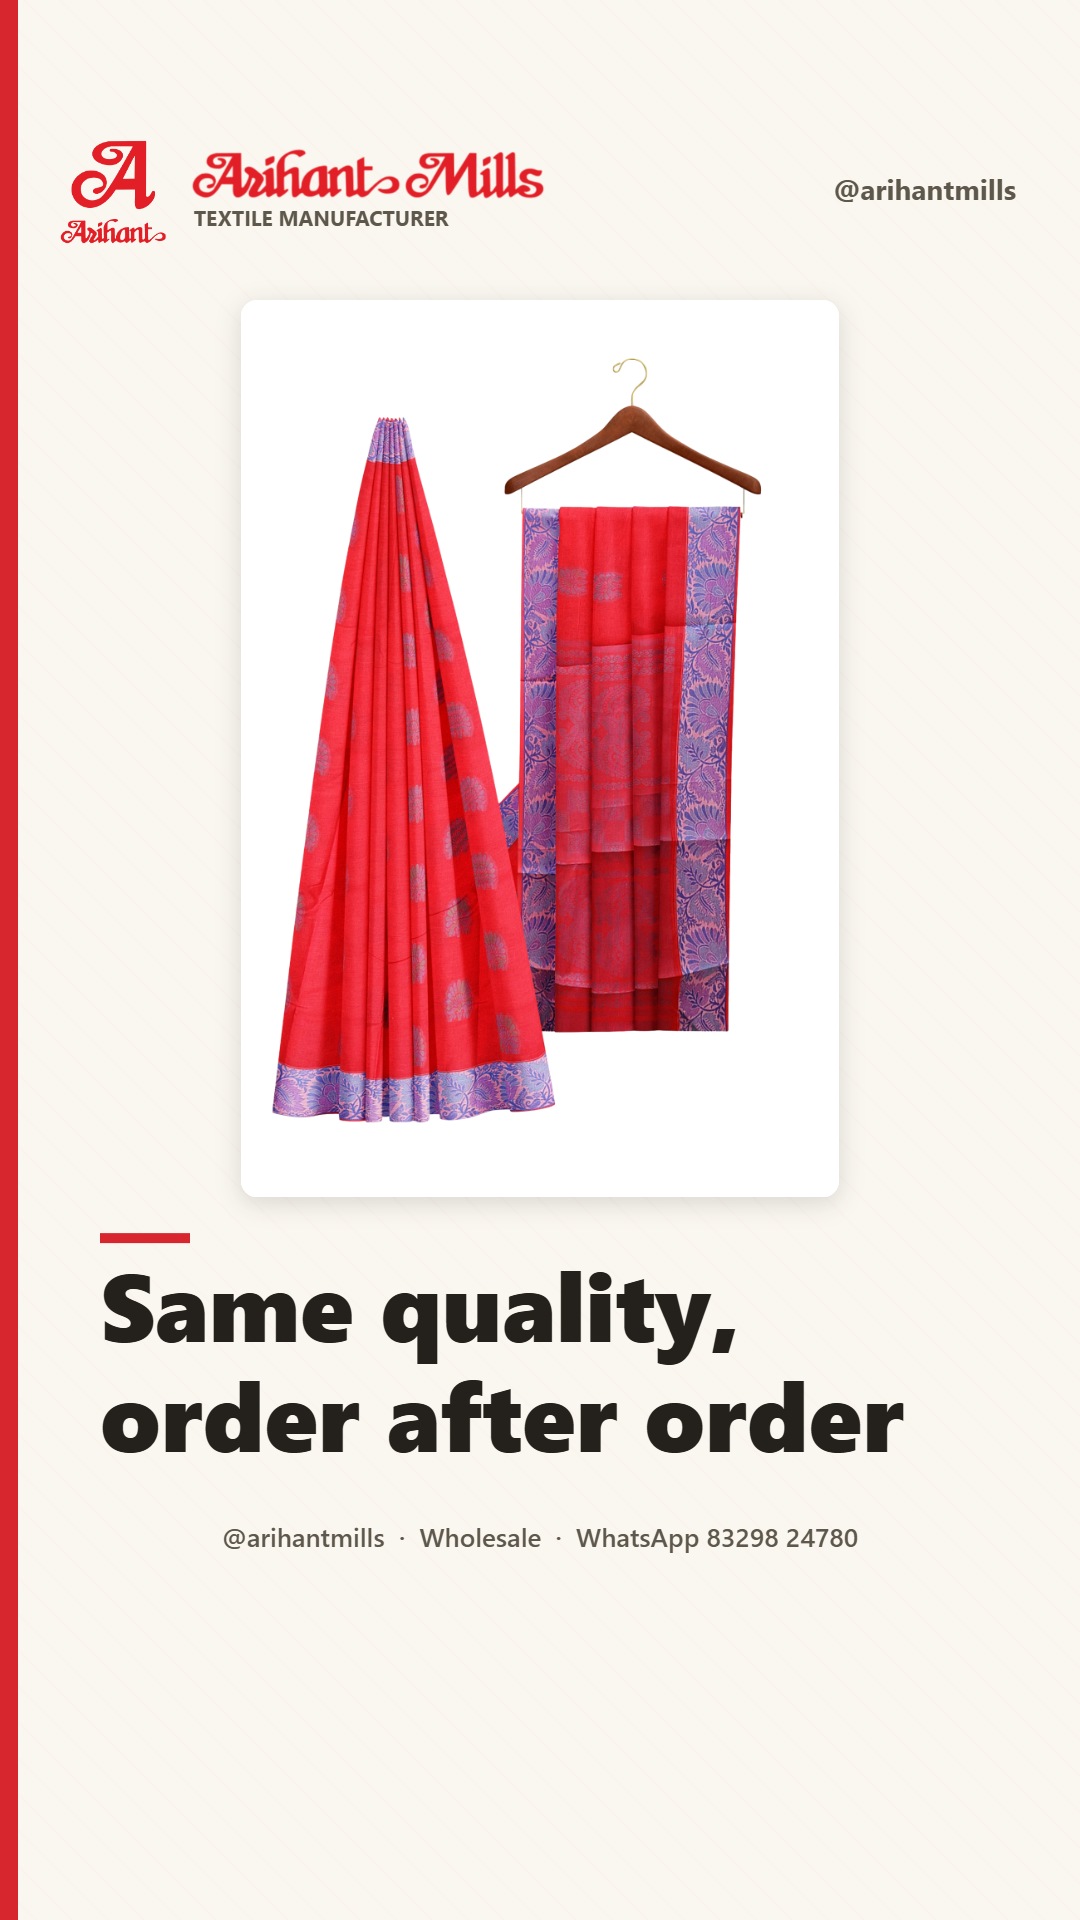 A
Arihant
Arihant Mills
TEXTILE MANUFACTURER
@arihantmills
Same quality,
order after order
@arihantmills · Wholesale · WhatsApp 83298 24780